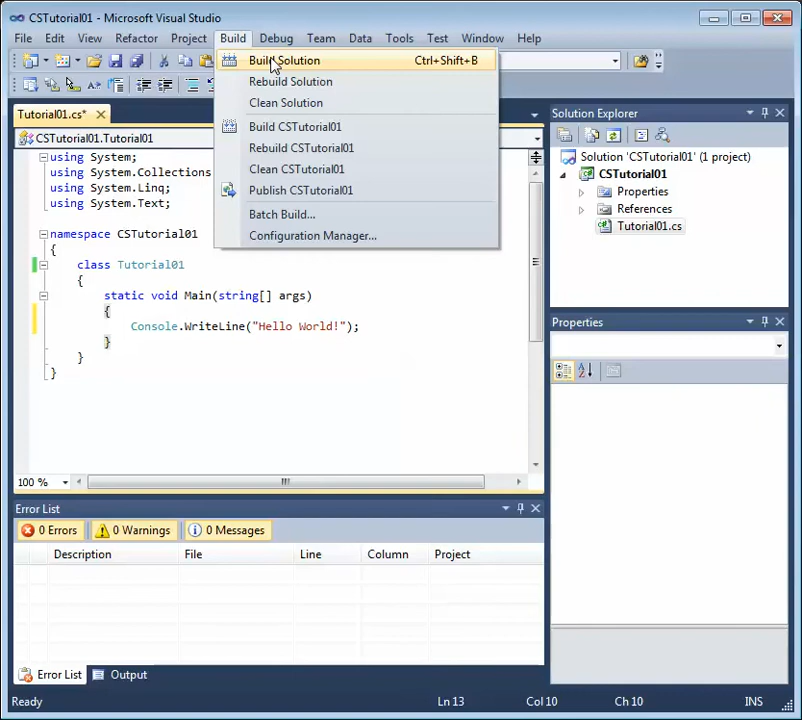 CSTutorial01 - Microsoft Visual Studio
File Edit View Refactor Project Build Debug Team Data Tools Test Window Help
Build Solution Ctrl+Shift+B
Rebuild Solution
Clean Solution
Build CSTutorial01
Rebuild CSTutorial01
Clean CSTutorial01
Publish CSTutorial01
Batch Build...
Configuration Manager...
Tutorial01.cs*
CSTutorial01.Tutorial01
using System;
using System.Collections
using System.Linq;
using System.Text;
namespace CSTutorial01
{
class Tutorial01
{
static void Main(string[] args)
{
Console.WriteLine("Hello World!");
}
}
}
100 %
Solution Explorer
Solution 'CSTutorial01' (1 project)
CSTutorial01
Properties
References
Tutorial01.cs
Properties
Error List
0 Errors 0 Warnings 0 Messages
Description File Line Column Project
Error List Output
Ready Ln 13 Col 10 Ch 10 INS